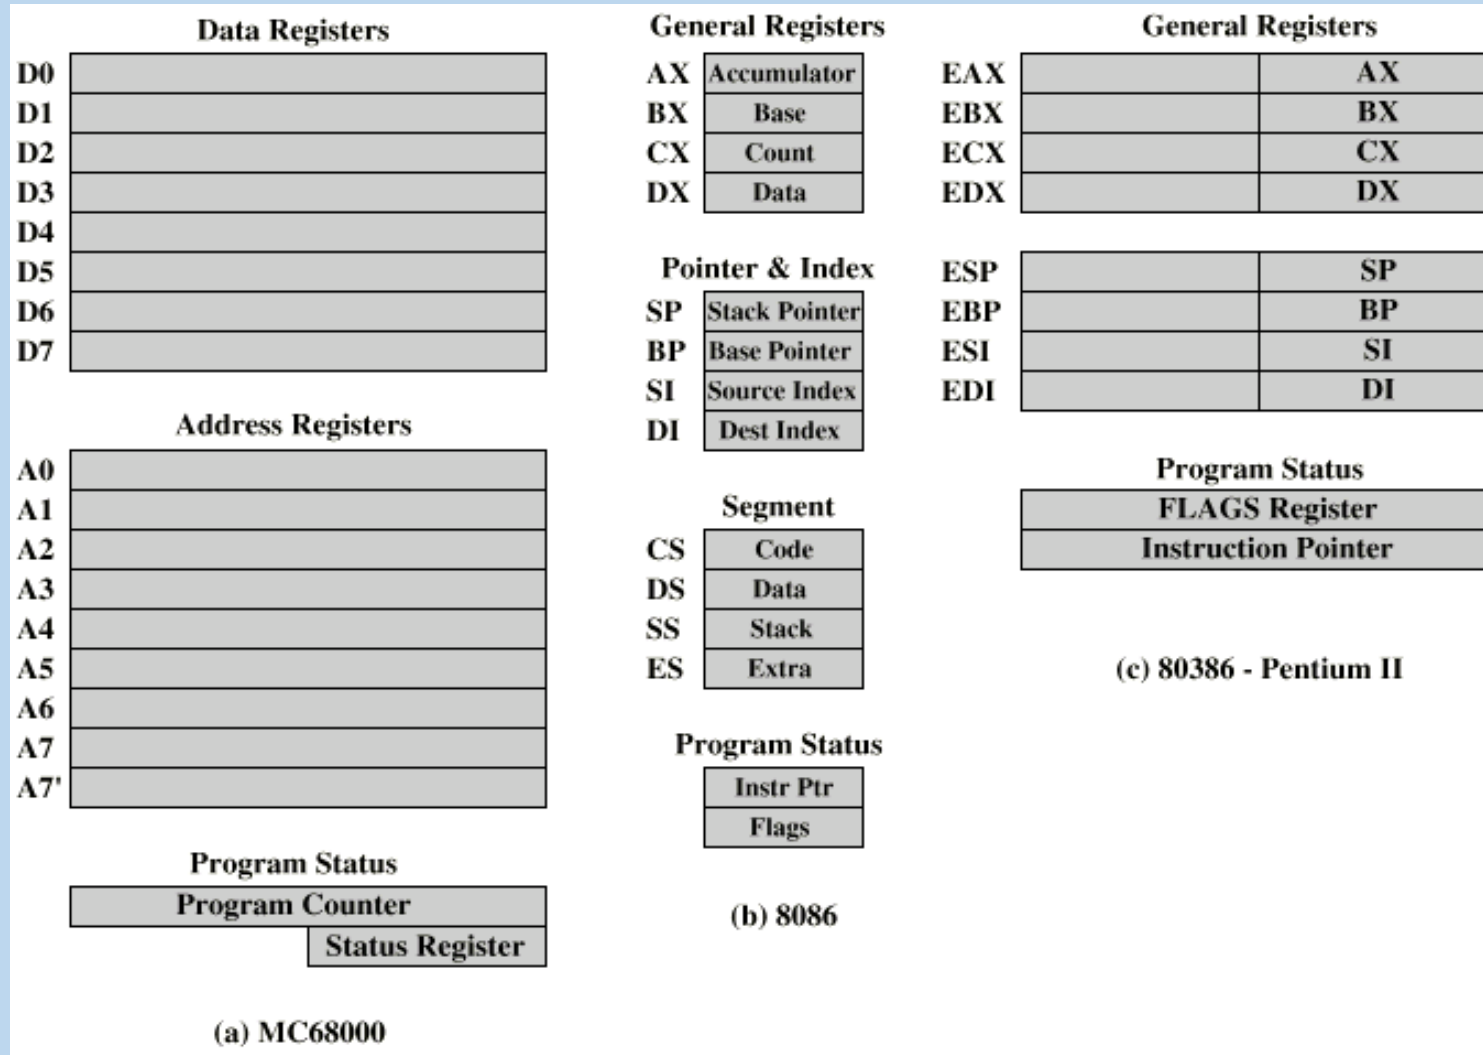 Data Registers
D0
D1
D2
D3
D4
D5
D6
D7
Address Registers
A0
A1
A2
A3
A4
A5
A6
A7
A7'
Program Status
Program Counter
Status Register
(a) MC68000
General Registers
AX Accumulator
BX Base
CX Count
DX Data
Pointer & Index
SP Stack Pointer
BP Base Pointer
SI Source Index
DI Dest Index
Segment
CS Code
DS Data
SS Stack
ES Extra
Program Status
Instr Ptr
Flags
(b) 8086
General Registers
EAX AX
EBX BX
ECX CX
EDX DX
ESP SP
EBP BP
ESI SI
EDI DI
Program Status
FLAGS Register
Instruction Pointer
(c) 80386 - Pentium II